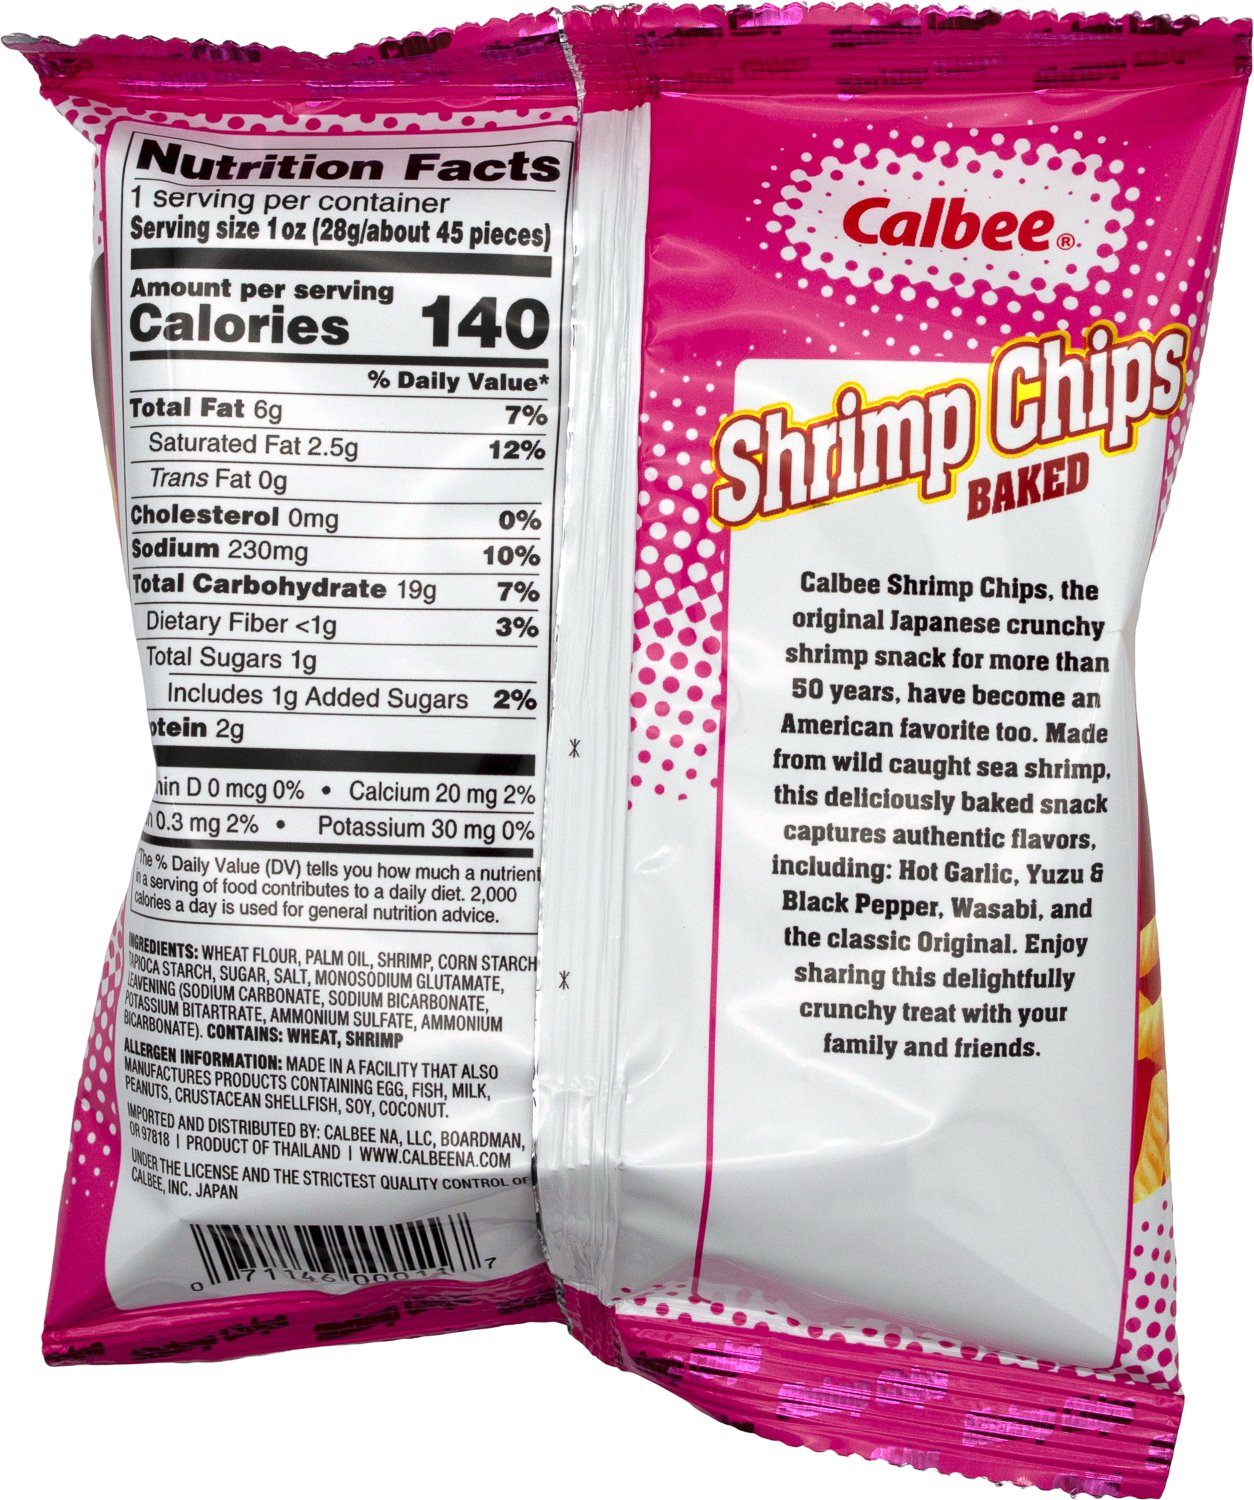 Nutrition Facts
1 serving per container
Serving size 1 oz (28g/about 45 pieces)
Amount per serving
Calories 140
% Daily Value*
Total Fat 6g 7%
Saturated Fat 2.5g 12%
Trans Fat 0g
Cholesterol 0mg 0%
Sodium 230mg 10%
Total Carbohydrate 19g 7%
Dietary Fiber <1g 3%
Total Sugars 1g
Includes 1g Added Sugars 2%
otein 2g
min D 0 mcg 0% • Calcium 20 mg 2%
n 0.3 mg 2% • Potassium 30 mg 0%
*The % Daily Value (DV) tells you how much a nutrient
in a serving of food contributes to a daily diet. 2,000
calories a day is used for general nutrition advice.
INGREDIENTS: WHEAT FLOUR, PALM OIL, SHRIMP, CORN STARCH
TAPIOCA STARCH, SUGAR, SALT, MONOSODIUM GLUTAMATE,
LEAVENING (SODIUM CARBONATE, SODIUM BICARBONATE,
POTASSIUM BITARTRATE, AMMONIUM SULFATE, AMMONIUM
BICARBONATE). CONTAINS: WHEAT, SHRIMP
ALLERGEN INFORMATION: MADE IN A FACILITY THAT ALSO
MANUFACTURES PRODUCTS CONTAINING EGG, FISH, MILK,
PEANUTS, CRUSTACEAN SHELLFISH, SOY, COCONUT.
IMPORTED AND DISTRIBUTED BY: CALBEE NA, LLC, BOARDMAN,
OR 97818 | PRODUCT OF THAILAND | WWW.CALBEENA.COM
UNDER THE LICENSE AND THE STRICTEST QUALITY CONTROL OF
CALBEE, INC. JAPAN
0 71146 00011 7
Calbee®
Shrimp Chips
BAKED
Calbee Shrimp Chips, the
original Japanese crunchy
shrimp snack for more than
50 years, have become an
American favorite too. Made
from wild caught sea shrimp,
this deliciously baked snack
captures authentic flavors,
including: Hot Garlic, Yuzu &
Black Pepper, Wasabi, and
the classic Original. Enjoy
sharing this delightfully
crunchy treat with your
family and friends.